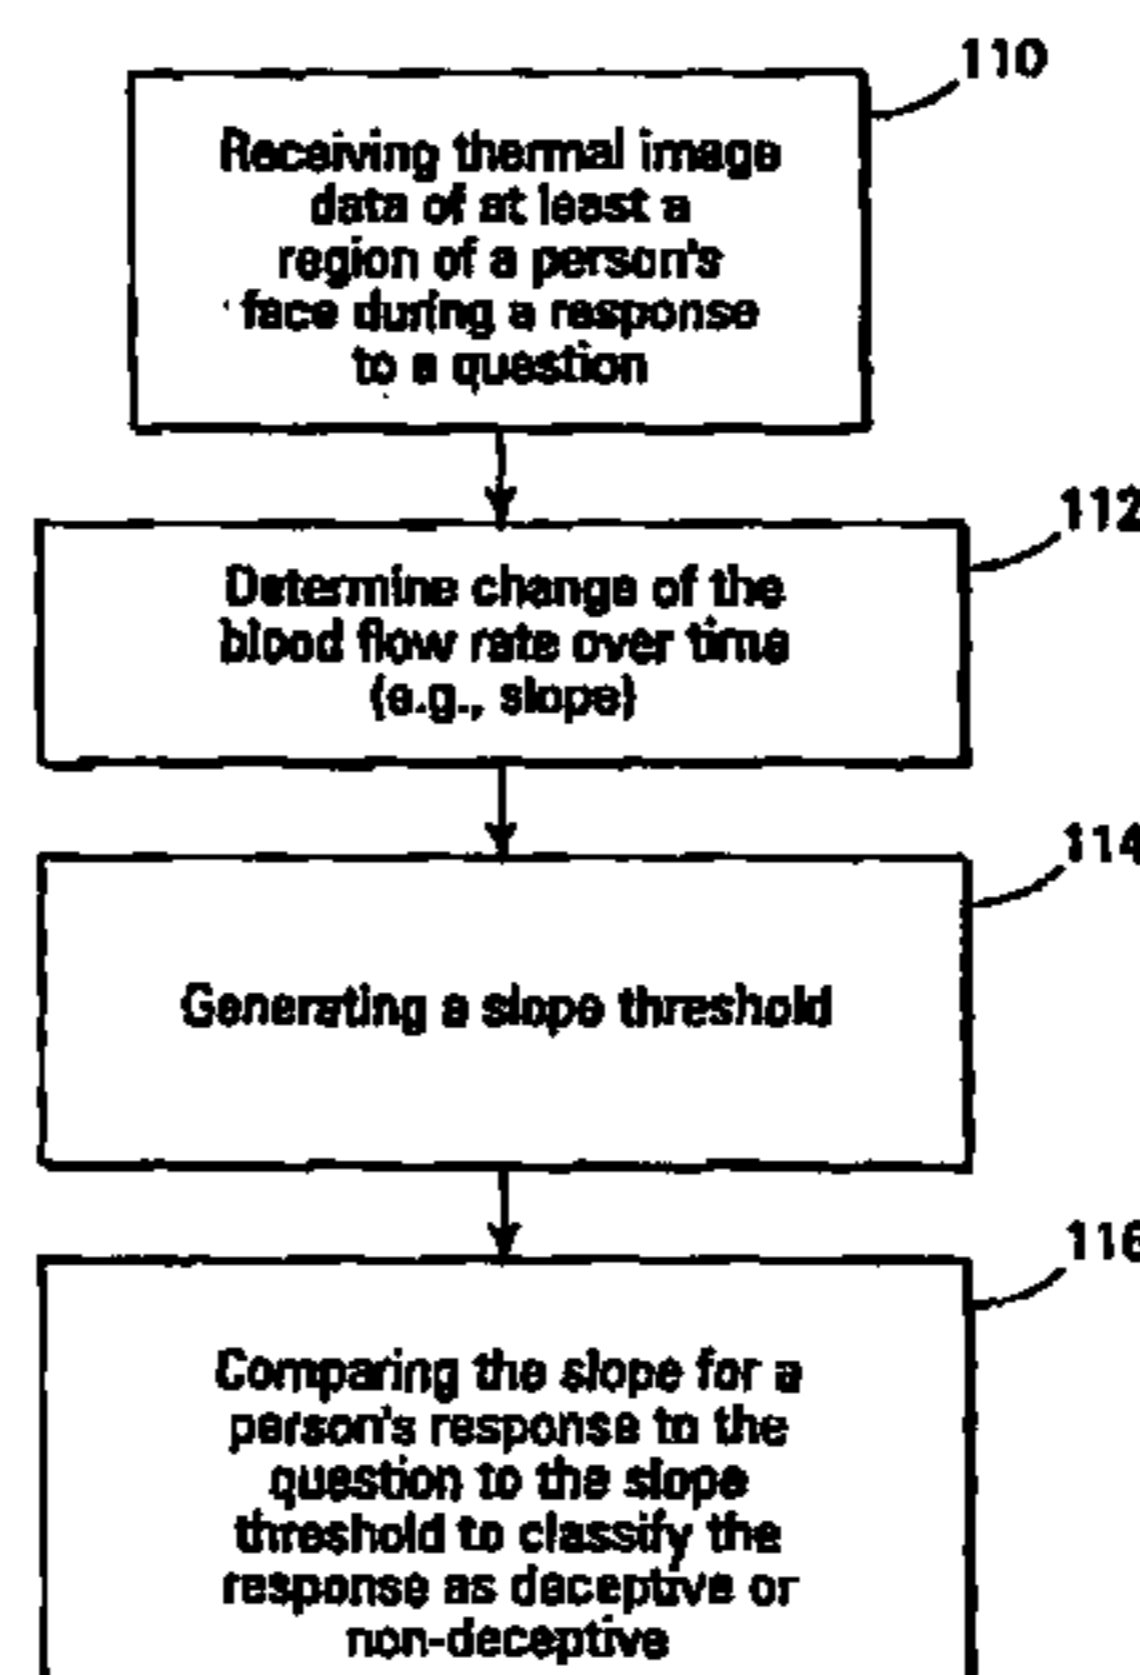 110
Receiving thermal image
data of at least a
region of a person's
face during a response
to a question
112
Determine change of the
blood flow rate over time
(e.g., slope)
114
Generating a slope threshold
116
Comparing the slope for a
person's response to the
question to the slope
threshold to classify the
response as deceptive or
non-deceptive